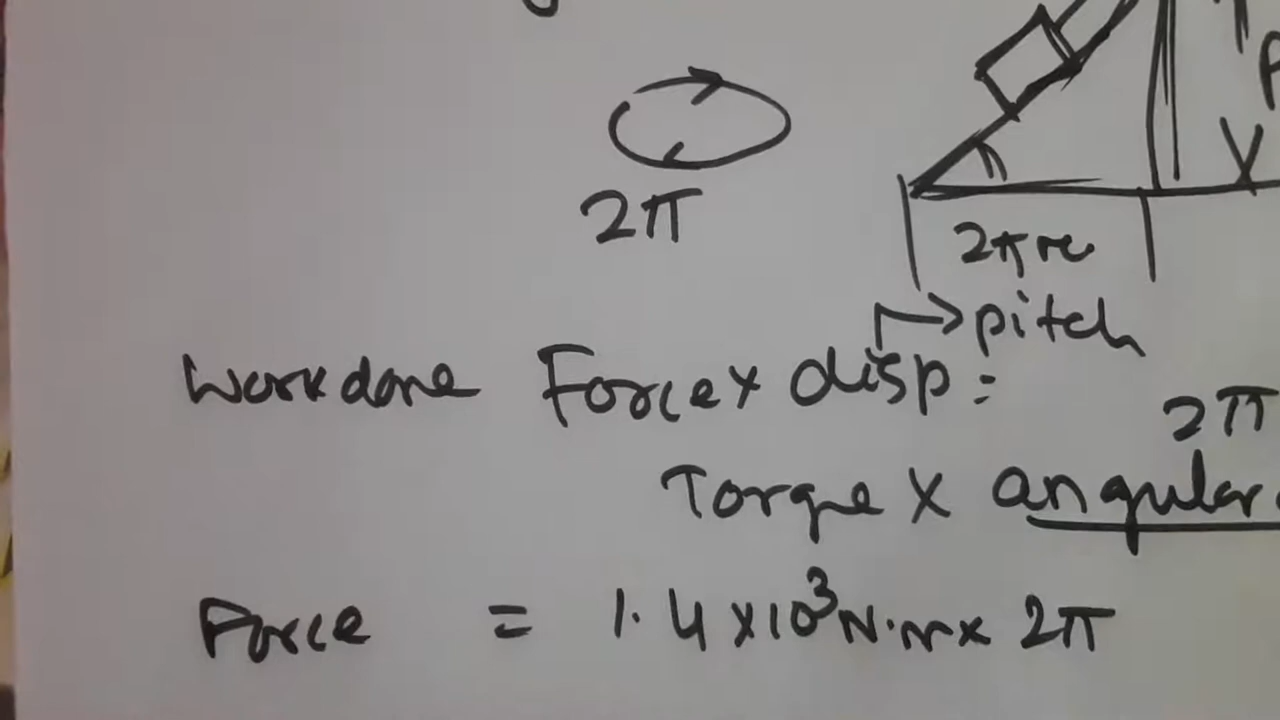 2π
2πr
→ pitch
Workdone Force x disp =
2π
Torque x angular
Force = 1.4 x 10³ N.m x 2π